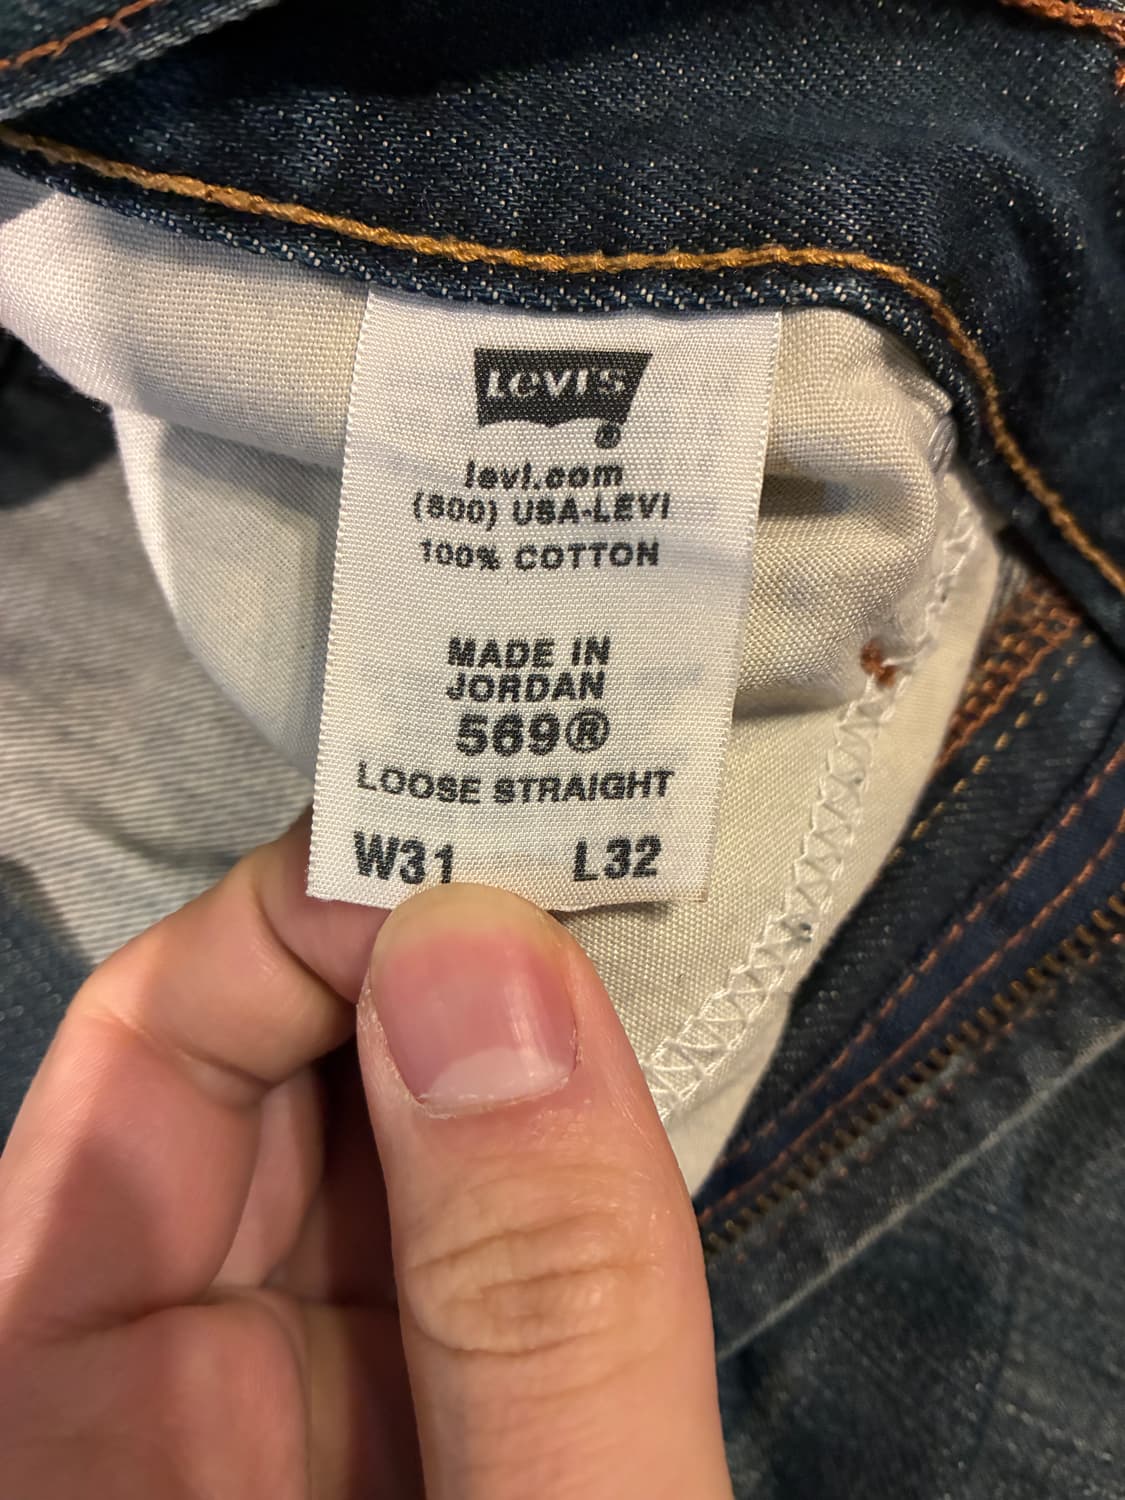 Levi's
®
levi.com
(800) USA-LEVI
100% COTTON
MADE IN
JORDAN
569®
LOOSE STRAIGHT
W31 L32